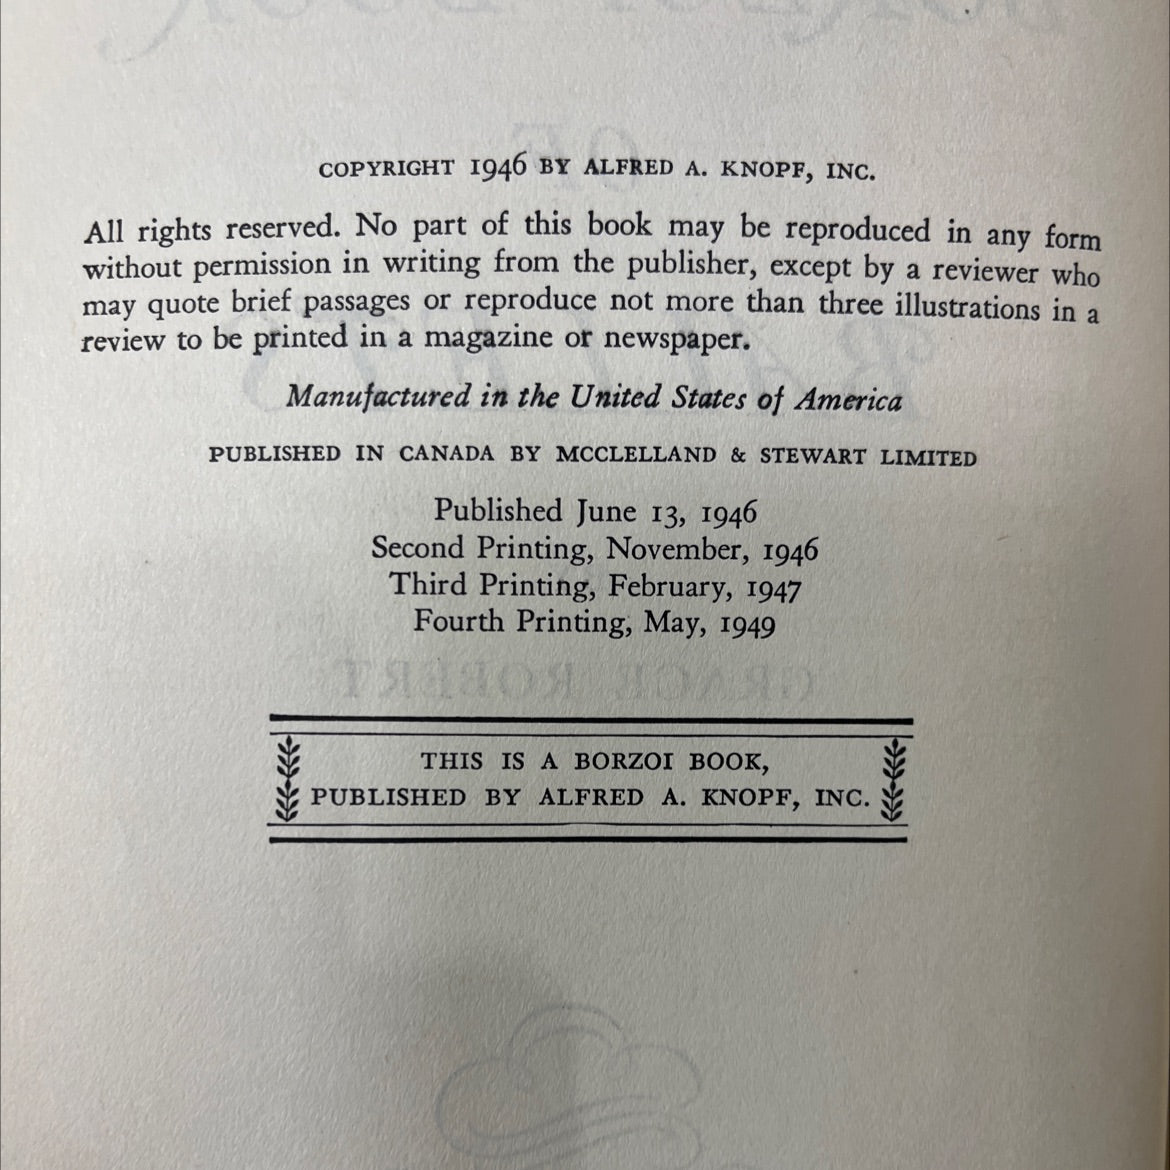 COPYRIGHT 1946 BY ALFRED A. KNOPF, INC.
All rights reserved. No part of this book may be reproduced in any form
without permission in writing from the publisher, except by a reviewer who
may quote brief passages or reproduce not more than three illustrations in a
review to be printed in a magazine or newspaper.
Manufactured in the United States of America
PUBLISHED IN CANADA BY MCCLELLAND & STEWART LIMITED
Published June 13, 1946
Second Printing, November, 1946
Third Printing, February, 1947
Fourth Printing, May, 1949
GRACE ROBERT
THIS IS A BORZOI BOOK,
PUBLISHED BY ALFRED A. KNOPF, INC.